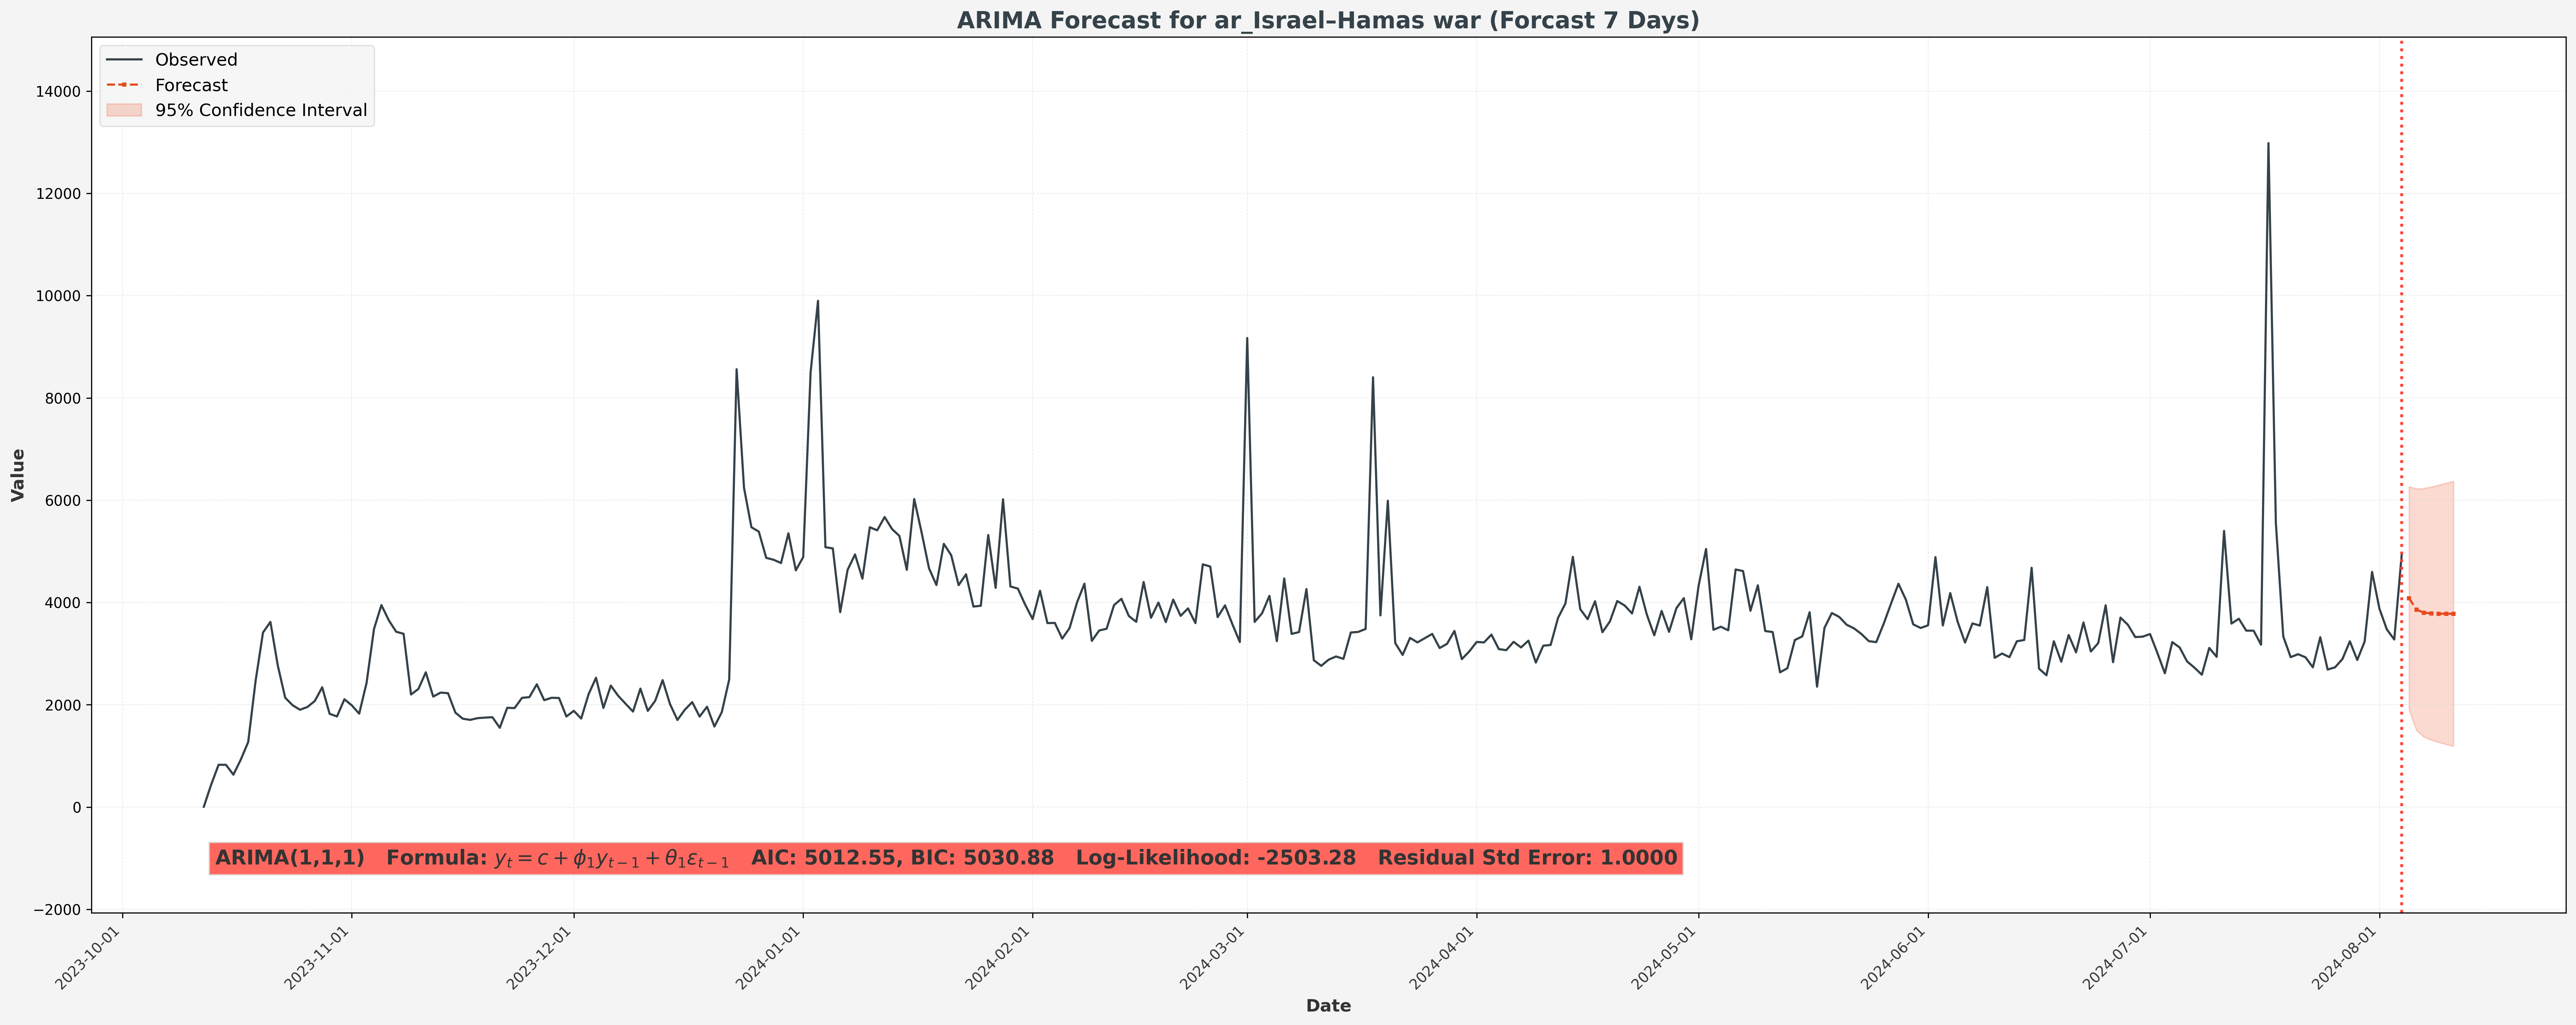 ARIMA Forecast for ar_Israel–Hamas war (Forcast 7 Days)
Observed
Forecast
95% Confidence Interval
Value
14000
12000
10000
8000
6000
4000
2000
0
−2000
ARIMA(1,1,1) Formula: y_t = c + ϕ_1 y_{t−1} + θ_1 ε_{t−1} AIC: 5012.55, BIC: 5030.88 Log-Likelihood: -2503.28 Residual Std Error: 1.0000
2023-10-01
2023-11-01
2023-12-01
2024-01-01
2024-02-01
2024-03-01
2024-04-01
2024-05-01
2024-06-01
2024-07-01
2024-08-01
Date